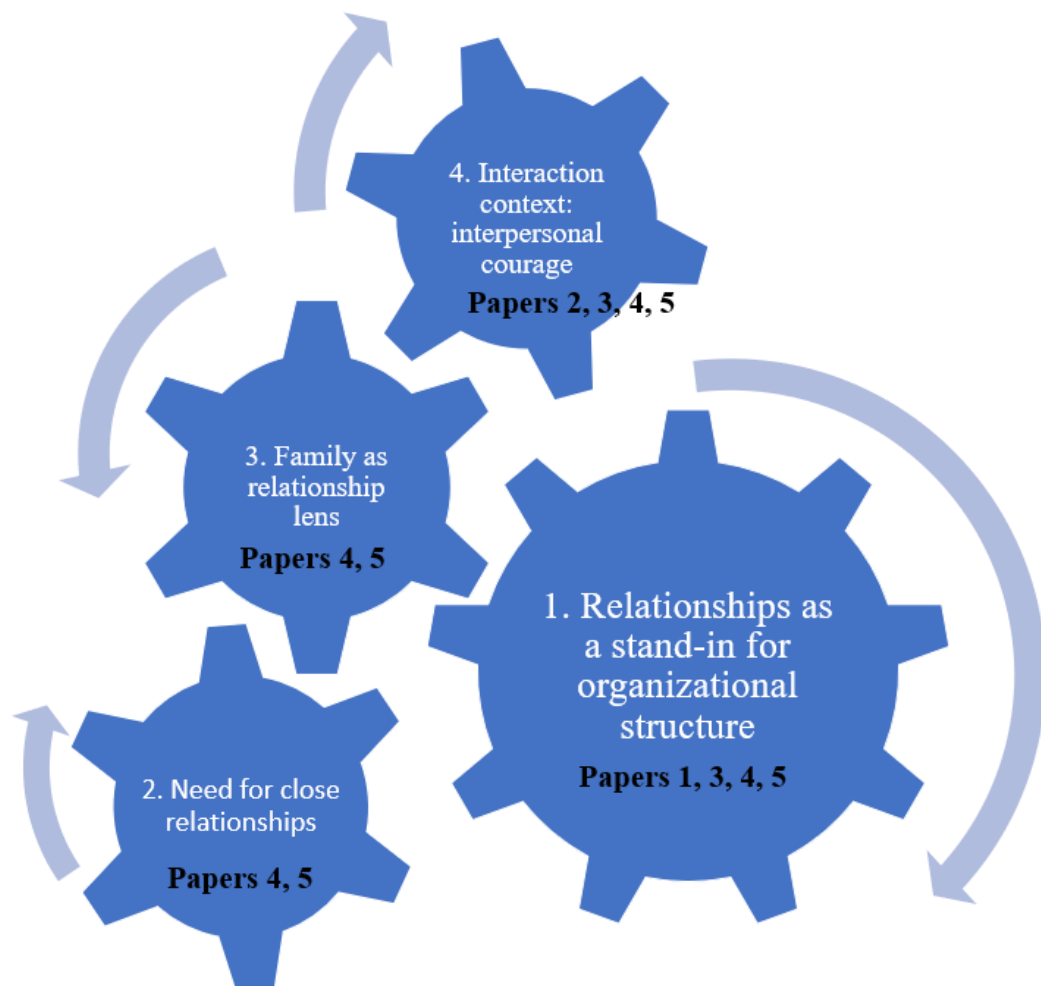 4. Interaction
context:
interpersonal
courage
Papers 2, 3, 4, 5
3. Family as
relationship
lens
Papers 4, 5
1. Relationships as
a stand-in for
organizational
structure
Papers 1, 3, 4, 5
2. Need for close
relationships
Papers 4, 5